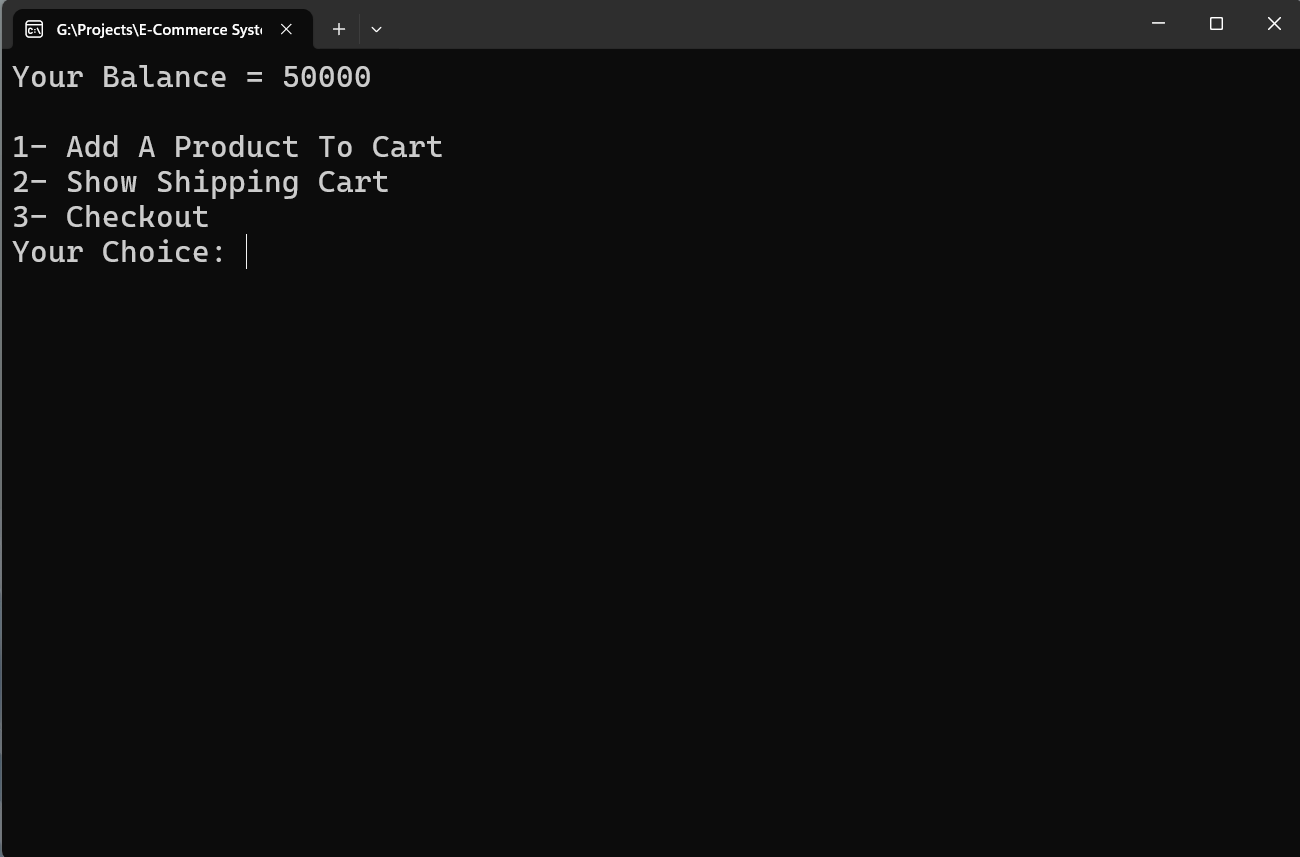 G:\Projects\E-Commerce Syst
Your Balance = 50000
1- Add A Product To Cart
2- Show Shipping Cart
3- Checkout
Your Choice: